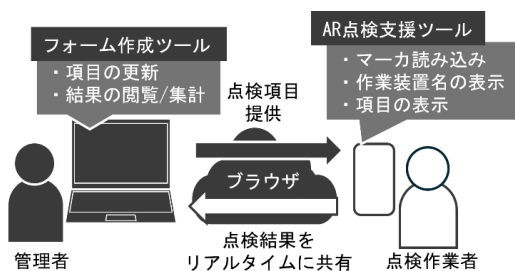 フォーム作成ツール
・項目の更新
・結果の閲覧/集計
AR点検支援ツール
・マーカ読み込み
・作業装置名の表示
・項目の表示
点検項目
提供
ブラウザ
点検結果を
リアルタイムに共有
管理者
点検作業者